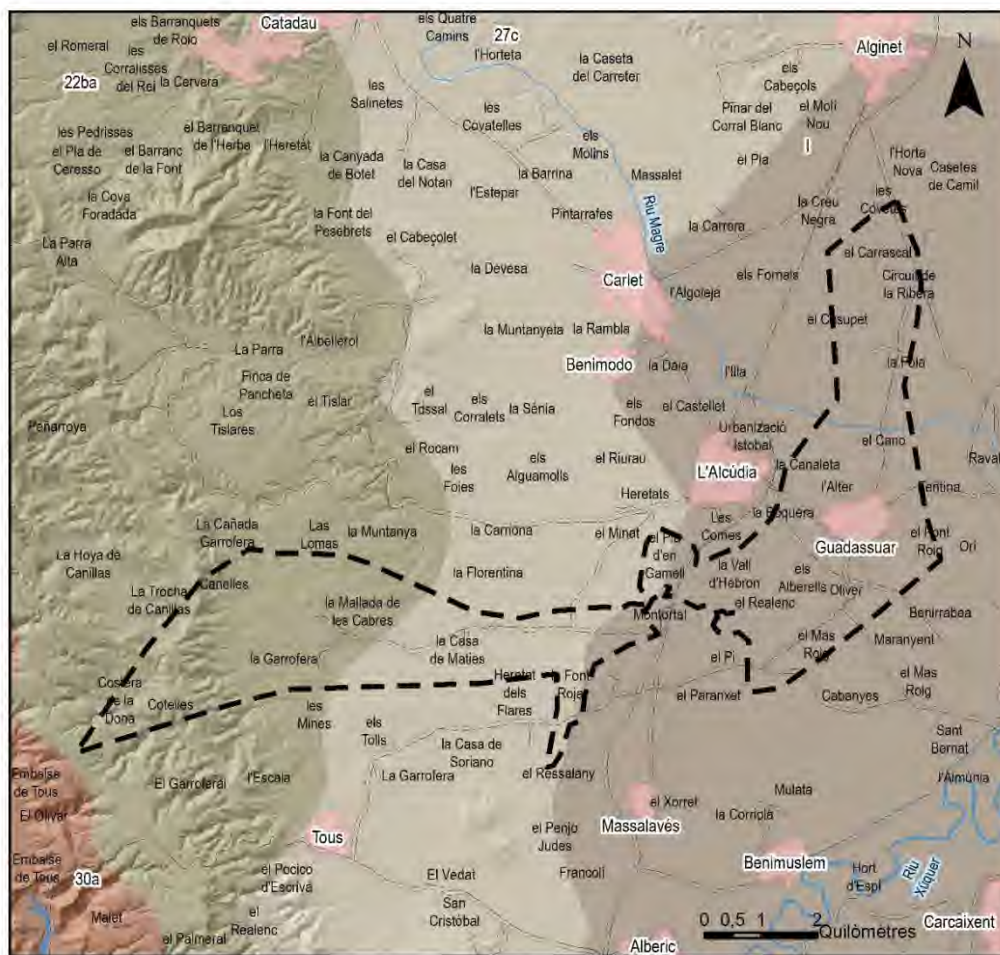 els Barranquets
de Roio
Catadau
els Quatre
Camins
27c
l'Horteta
Alginet
N
el Romeral
les
Corralisses
del Rei
la Cervera
22ba
la Caseta
del Carreter
els
Cabeçols
les
Salinetes
les
Covatelles
Pinar del
Corral Blanc
el Molí
Nou
les Pedrisses
el Pla de
Ceresso
el Barranc
de la Font
el Barranquet
de l'Herba
l'Heretat
la Canyada
de Botet
la Casa
del Notari
els
Molins
la Barrina
Massalet
el Pla
l
l'Horta
Nova
Casetes
de Camil
l'Estepar
la Cova
Foradada
la Font del
Pesebrets
Pintarrafes
Riu Magre
la Creu
Negra
les
Covetes
la Carrera
el Cabeçolet
La Parra
Alta
la Devesa
Carlet
el Carrascal
els Fornals
Circuit de
la Ribera
l'Algoleja
el Casupet
la Muntanyeta
la Rambla
l'Albellerol
La Parra
Benimodo
la Daia
l'Illa
la Foia
Finca de
Pancheta
el Tislar
Los
Tislares
el
Tossal
els
Corralets
la Sénia
els
Fondos
el Castellet
Peñarroya
Urbanizació
Istobal
el Cano
Raval
el Rocam
les
Foies
els
Alguamolls
el Riurau
L'Alcúdia
la Canaleta
l'Alter
Heretats
La Cañada
Garrofera
Las
Lomas
la Muntanya
la Carriona
el Minat
Les
Comes
la Boquera
Guadassuar
el Pont
Roig
Orí
La Hoya de
Canillas
el Pla
d'en
Gamell
la Vall
d'Hebron
La Trocha
de Canillas
Canelles
la Florentina
els
Alberells
Oliver
la Mallada de
les Cabres
Montortal
el Realenc
Benirrabea
la Casa
de Maties
el Mas
Roig
Maranyent
la Garrofera
el Pi
el Mas
Roig
Costera
de la
Dona
Cotelles
Heretat
dels
Flares
Font
Roja
el Paranxet
Cabanyes
les
Mines
els
Tolls
Sant
Bernat
la Casa de
Soriano
Embalse
de Tous
El Garroferal
l'Escala
La Garrofera
el Ressalany
l'Almúnia
El Olivar
Mulata
el Xorret
la Corriola
Tous
el Penjo
Judes
Massalavés
Embalse
de Tous
30a
el Pocico
d'Escrivà
Francolí
Benimuslem
Hort
d'Espí
Riu
Xúquer
El Vedat
San
Cristóbal
Malet
el
Realenc
el Palmeral
Alberic
0 0,5 1 2
Quilòmetres
Carcaixent